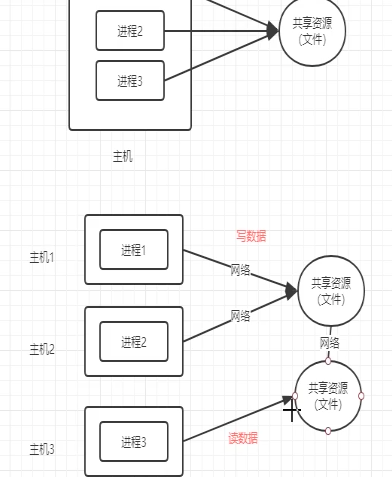 进程2
共享资源
(文件)
进程3
主机
写数据
主机1
进程1
网络
共享资源
(文件)
网络
主机2
进程2
网络
共享资源
(文件)
读数据
主机3
进程3